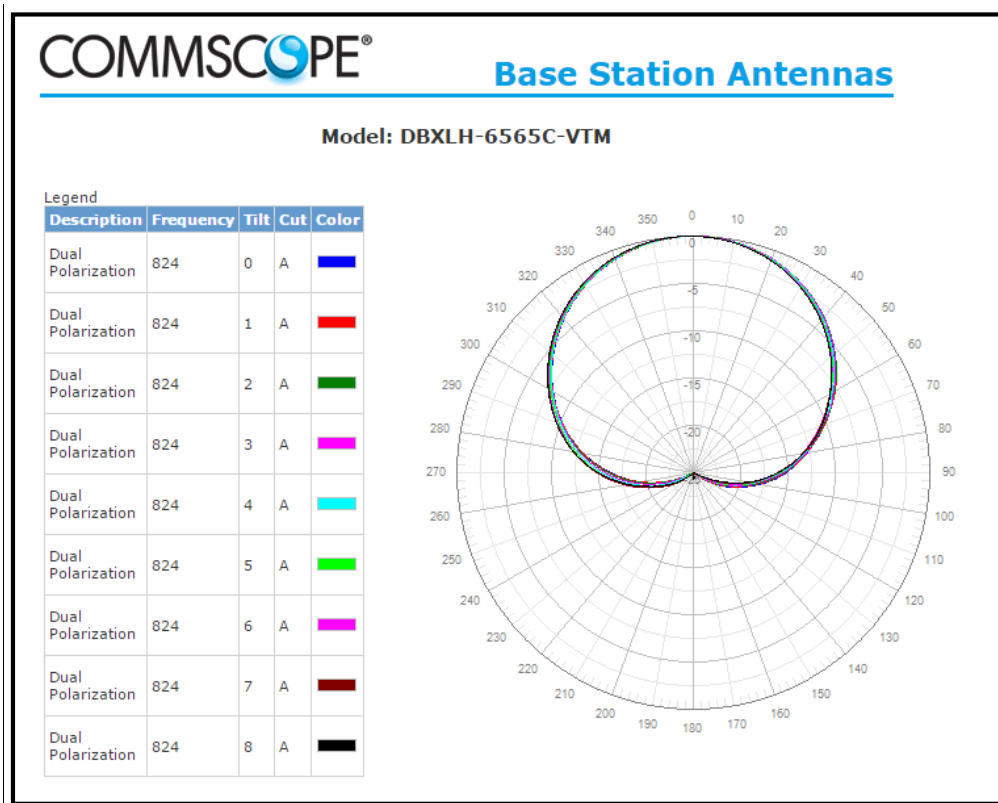 COMMSCOPE®
Base Station Antennas
Model: DBXLH-6565C-VTM
Legend
Description Frequency Tilt Cut Color
Dual
Polarization 824 0 A
Dual
Polarization 824 1 A
Dual
Polarization 824 2 A
Dual
Polarization 824 3 A
Dual
Polarization 824 4 A
Dual
Polarization 824 5 A
Dual
Polarization 824 6 A
Dual
Polarization 824 7 A
Dual
Polarization 824 8 A
340 350 0 10 20
330 0 30
320 40
310 -5 50
300 -10 60
290 -15 70
280 -20 80
270 90
260 100
250 110
240 120
230 130
220 140
210 150
200 190 180 170 160